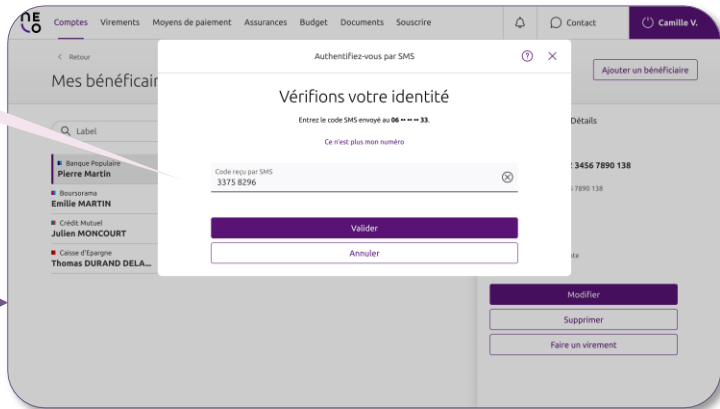 NE
LO
Comptes Virements Moyens de paiement Assurances Budget Documents Souscrire Contact Camille V.
Retour
Authentifiez-vous par SMS
Mes bénéficiair
Ajouter un bénéficiaire
Vérifions votre identité
Entrez le code SMS envoyé au 06 •• •• •• 33.
Ce n'est plus mon numéro
Label
Détails
Banque Populaire
Pierre Martin
Code reçu par SMS
3375 8296
3456 7890 138
7890 138
Boursorama
Emilie MARTIN
Crédit Mutuel
Julien MONCOURT
Valider
Annuler
Caisse d'Epargne
Thomas DURAND DELA...
te
Modifier
Supprimer
Faire un virement